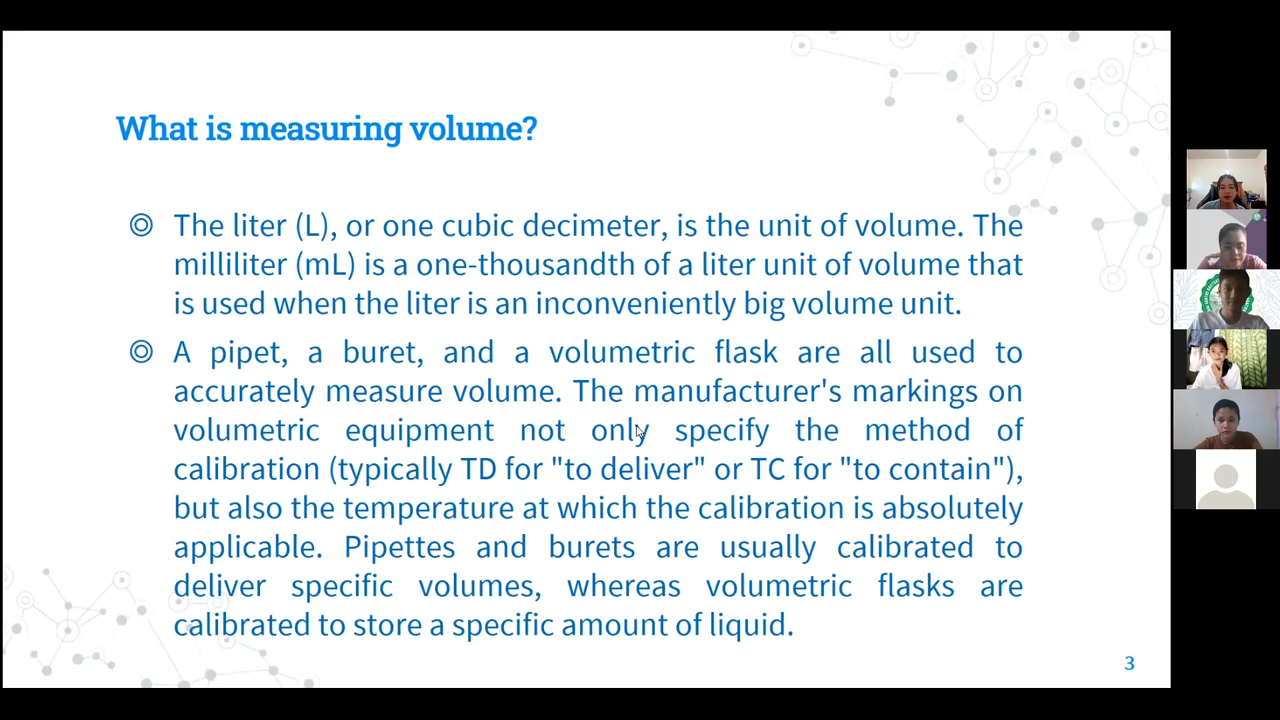 What is measuring volume?
The liter (L), or one cubic decimeter, is the unit of volume. The
milliliter (mL) is a one-thousandth of a liter unit of volume that
is used when the liter is an inconveniently big volume unit.
A pipet, a buret, and a volumetric flask are all used to
accurately measure volume. The manufacturer's markings on
volumetric equipment not only specify the method of
calibration (typically TD for "to deliver" or TC for "to contain"),
but also the temperature at which the calibration is absolutely
applicable. Pipettes and burets are usually calibrated to
deliver specific volumes, whereas volumetric flasks are
calibrated to store a specific amount of liquid.
3